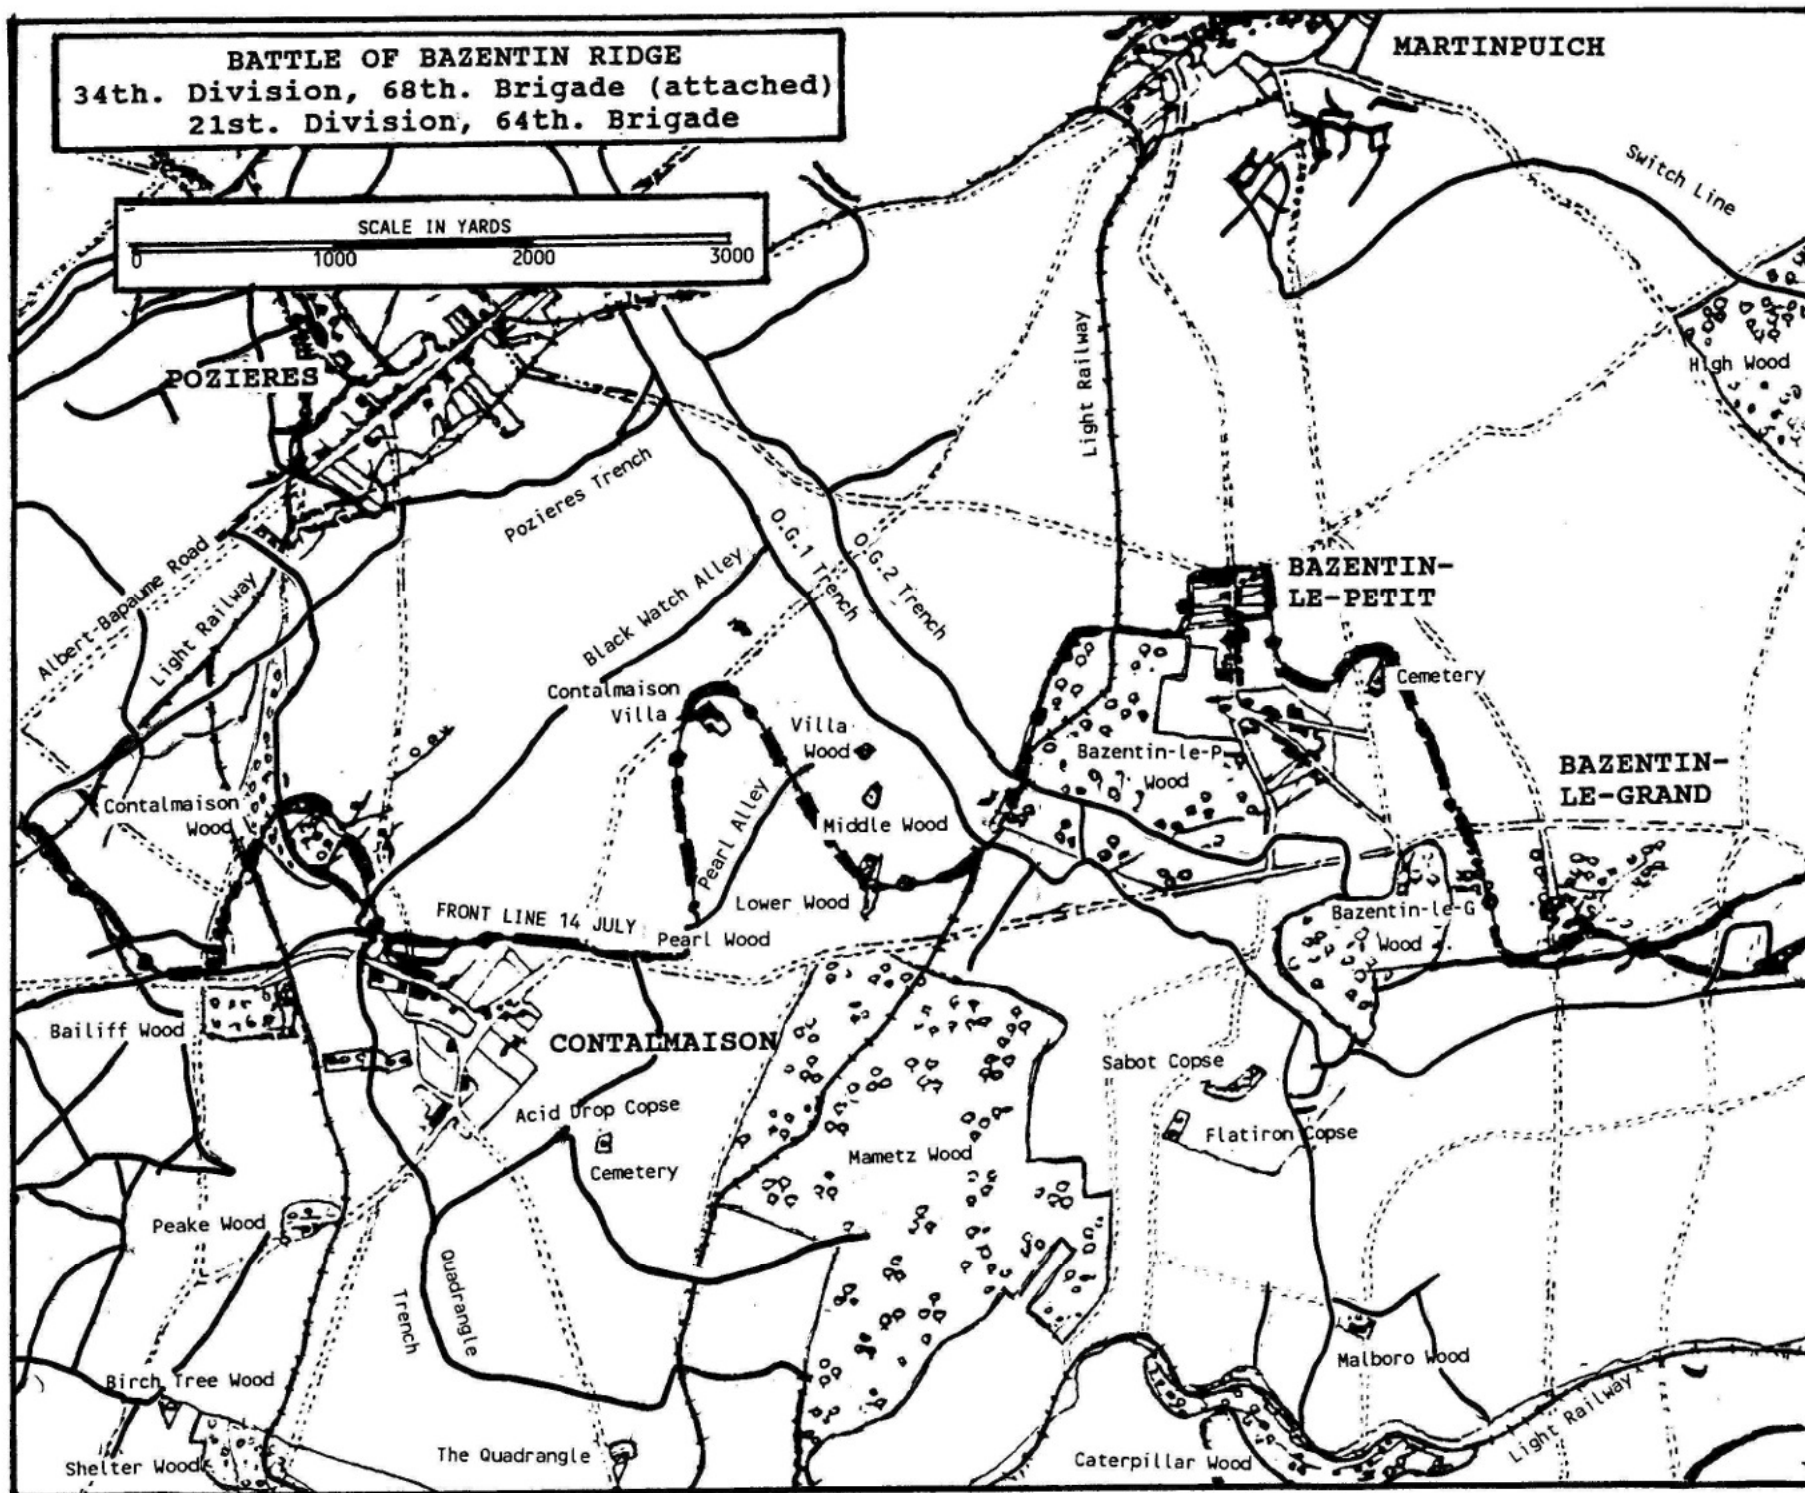 BATTLE OF BAZENTIN RIDGE
34th. Division, 68th. Brigade (attached)
21st. Division, 64th. Brigade
MARTINPUICH
Switch Line
SCALE IN YARDS
0 1000 2000 3000
POZIERES
Light Railway
High Wood
Pozieres Trench
O.G.1 Trench
O.G.2 Trench
Albert-Bapaume Road
Light Railway
Black Watch Alley
BAZENTIN-
LE-PETIT
Cemetery
Contalmaison
Villa
Villa
Wood
Bazentin-le-P
Wood
BAZENTIN-
LE-GRAND
Contalmaison
Wood
Pearl Alley
Middle Wood
Lower Wood
FRONT LINE 14 JULY
Pearl Wood
Bazentin-le-G
Wood
Bailiff Wood
CONTALMAISON
Sabot Copse
Acid Drop Copse
Flatiron Copse
Cemetery
Mametz Wood
Peake Wood
Quadrangle
Trench
Malboro Wood
Birch Tree Wood
Light Railway
Shelter Wood
The Quadrangle
Caterpillar Wood